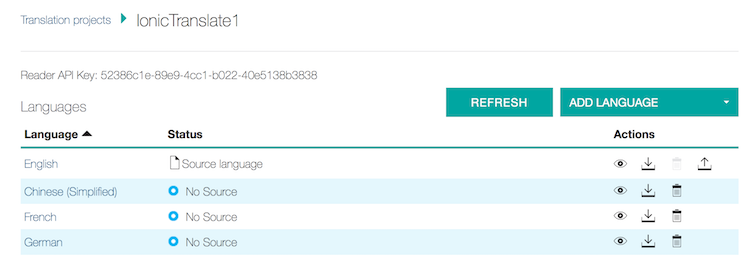 Translation projects IonicTranslate1
Reader API Key: 52386c1e-89e9-4cc1-b022-40e5138b3838
Languages REFRESH ADD LANGUAGE
Language Status Actions
English Source language
Chinese (Simplified) No Source
French No Source
German No Source